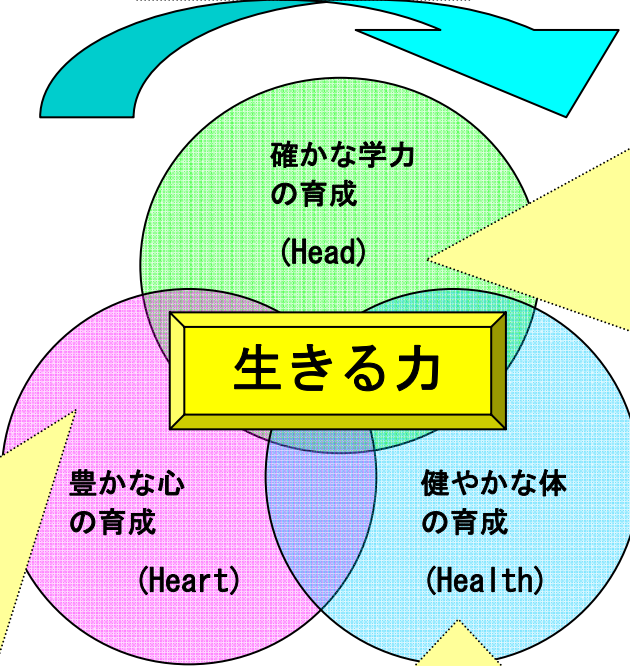 確かな学力
の育成
(Head)
生きる力
豊かな心
の育成
(Heart)
健やかな体
の育成
(Health)